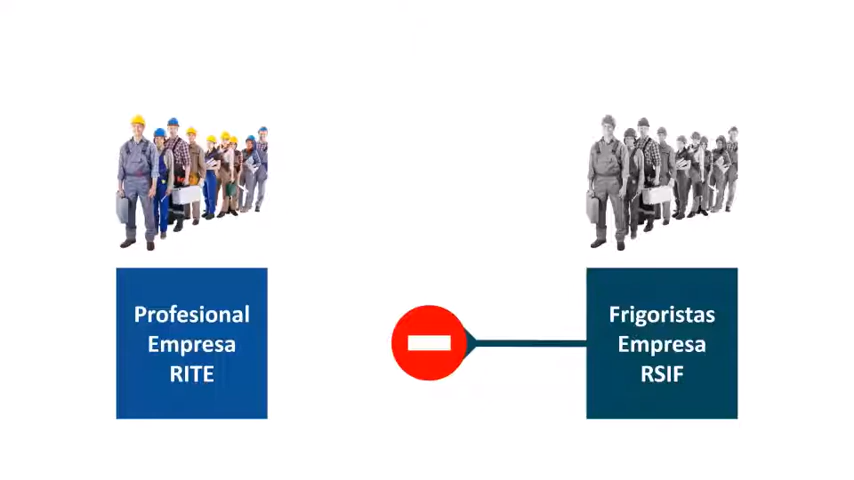 Profesional
Empresa
RITE
Frigoristas
Empresa
RSIF